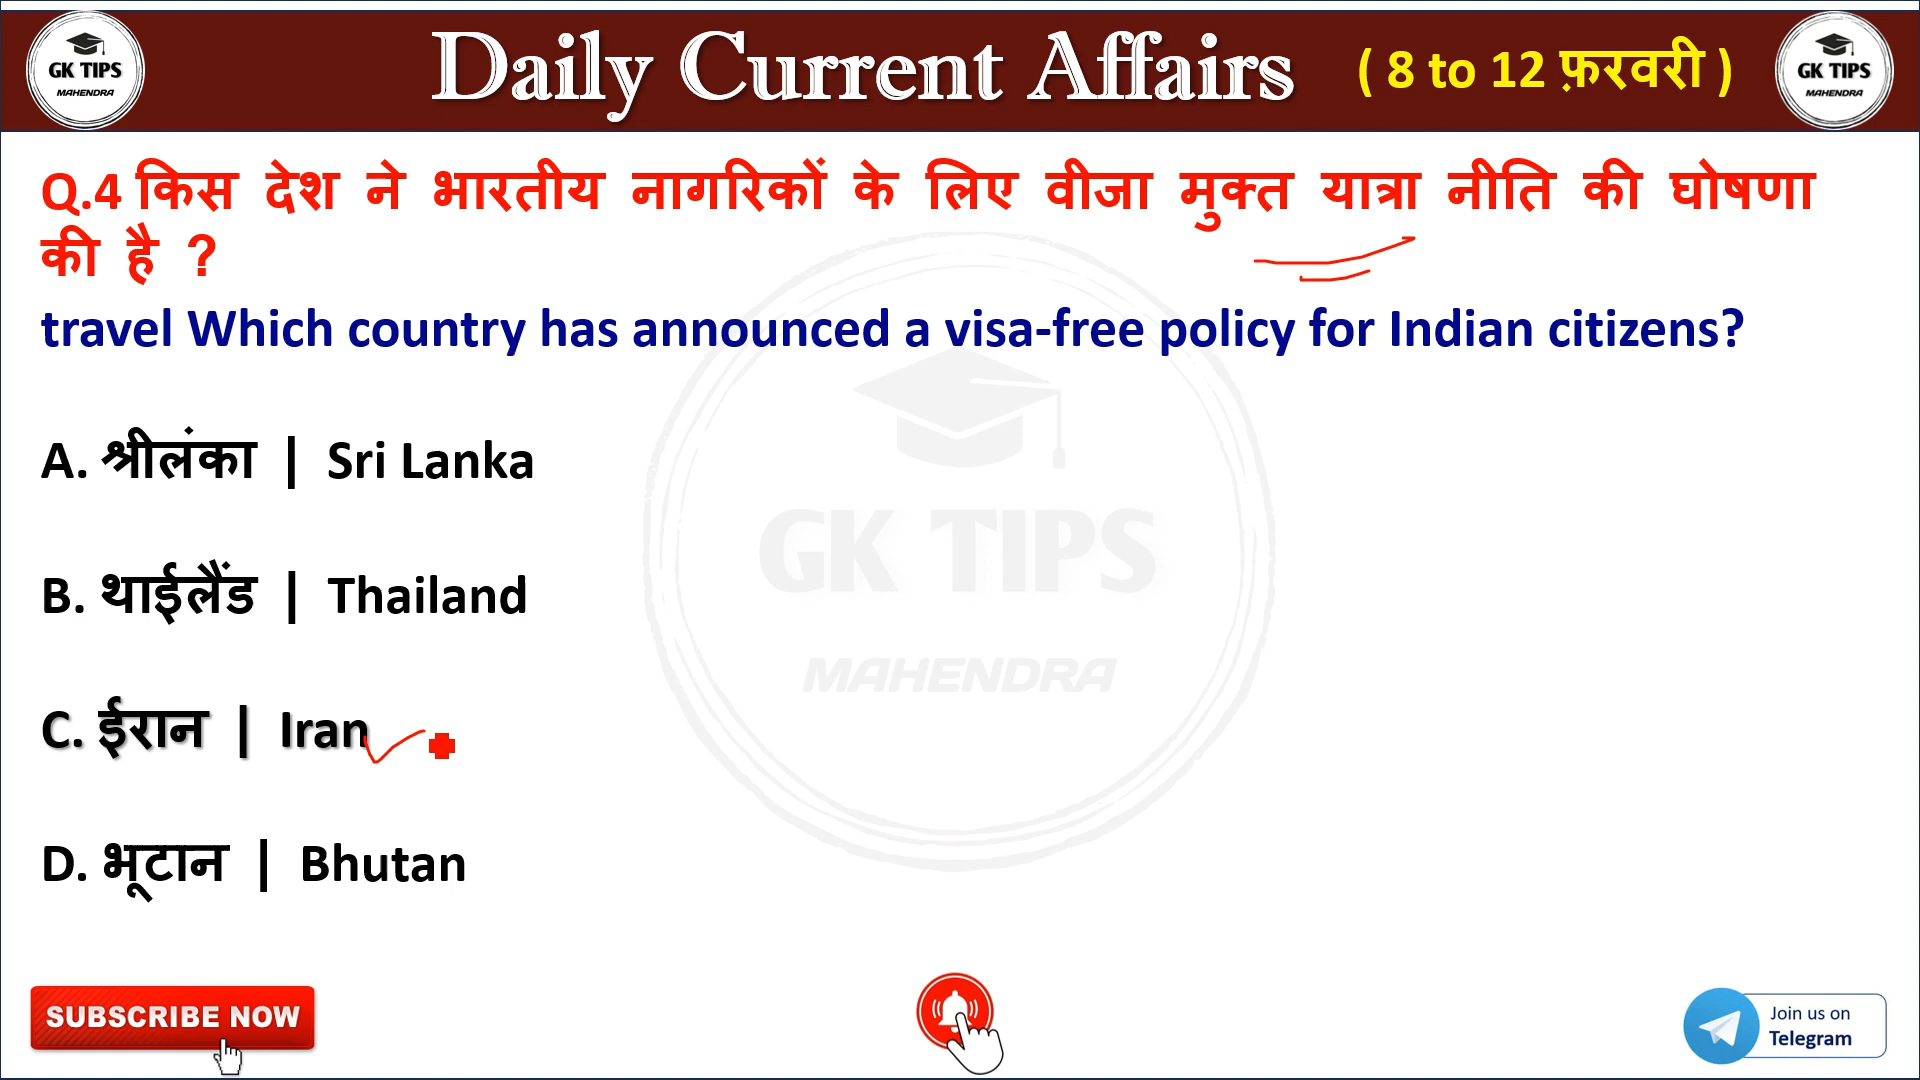 GK TIPS
MAHENDRA
Daily Current Affairs
( 8 to 12 फ़रवरी )
GK TIPS
MAHENDRA
Q.4 किस देश ने भारतीय नागरिकों के लिए वीजा मुक्त यात्रा नीति की घोषणा
की है ?
travel Which country has announced a visa-free policy for Indian citizens?
A. श्रीलंका | Sri Lanka
B. थाईलैंड | Thailand
C. ईरान | Iran
D. भूटान | Bhutan
GK TIPS
MAHENDRA
SUBSCRIBE NOW
Join us on
Telegram